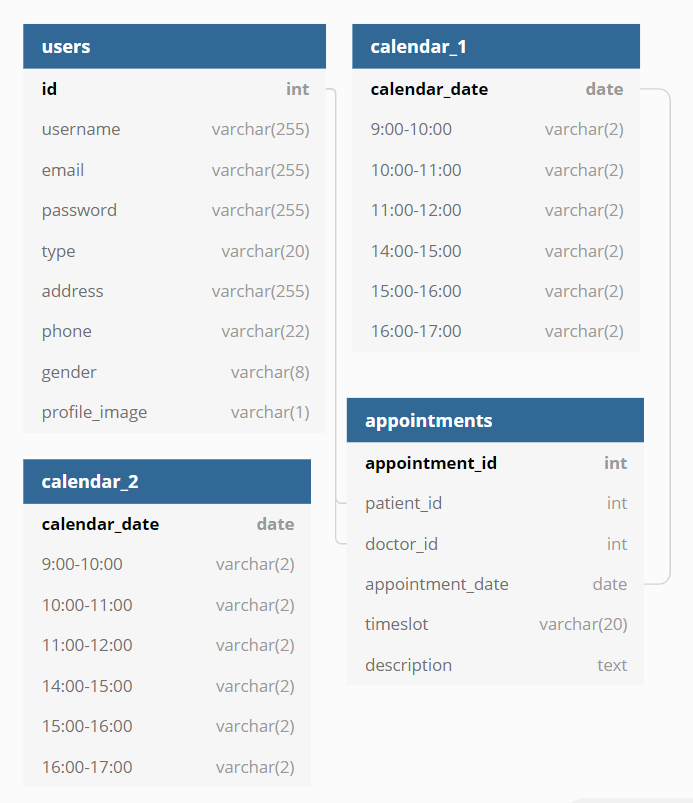 users
id int
username varchar(255)
email varchar(255)
password varchar(255)
type varchar(20)
address varchar(255)
phone varchar(22)
gender varchar(8)
profile_image varchar(1)
calendar_1
calendar_date date
9:00-10:00 varchar(2)
10:00-11:00 varchar(2)
11:00-12:00 varchar(2)
14:00-15:00 varchar(2)
15:00-16:00 varchar(2)
16:00-17:00 varchar(2)
calendar_2
calendar_date date
9:00-10:00 varchar(2)
10:00-11:00 varchar(2)
11:00-12:00 varchar(2)
14:00-15:00 varchar(2)
15:00-16:00 varchar(2)
16:00-17:00 varchar(2)
appointments
appointment_id int
patient_id int
doctor_id int
appointment_date date
timeslot varchar(20)
description text